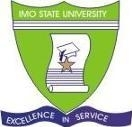 IMO STATE UNIVERSITY
EXCELLENCE IN SERVICE